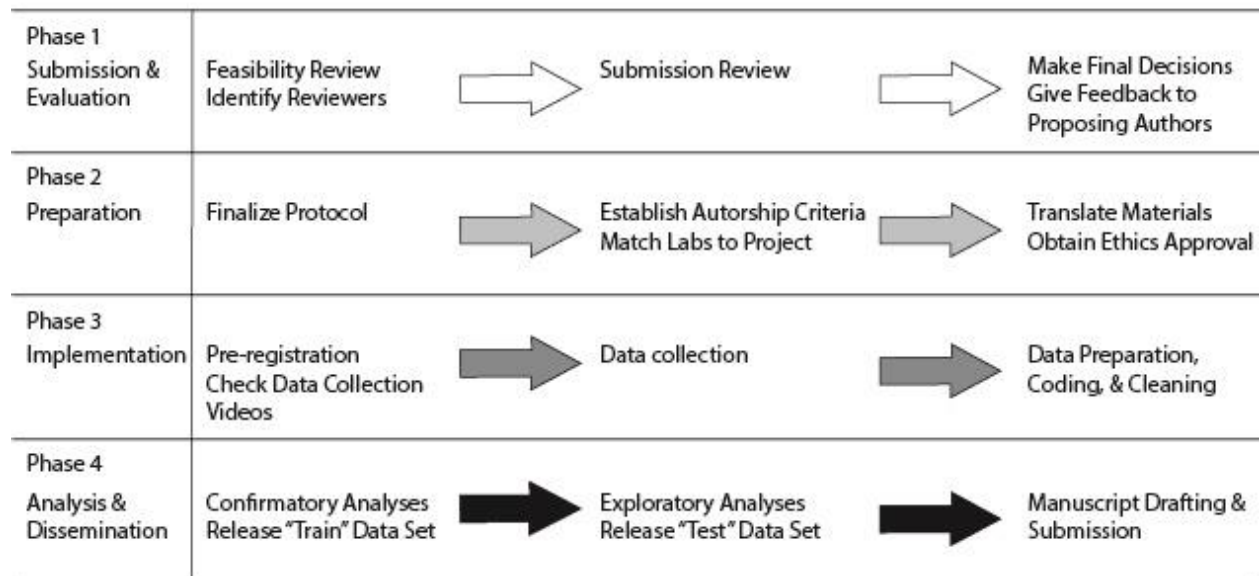 Phase 1
Submission &
Evaluation
Feasibility Review
Identify Reviewers
Submission Review
Make Final Decisions
Give Feedback to
Proposing Authors
Phase 2
Preparation
Finalize Protocol
Establish Autorship Criteria
Match Labs to Project
Translate Materials
Obtain Ethics Approval
Phase 3
Implementation
Pre-registration
Check Data Collection
Videos
Data collection
Data Preparation,
Coding, & Cleaning
Phase 4
Analysis &
Dissemination
Confirmatory Analyses
Release “Train” Data Set
Exploratory Analyses
Release “Test” Data Set
Manuscript Drafting &
Submission